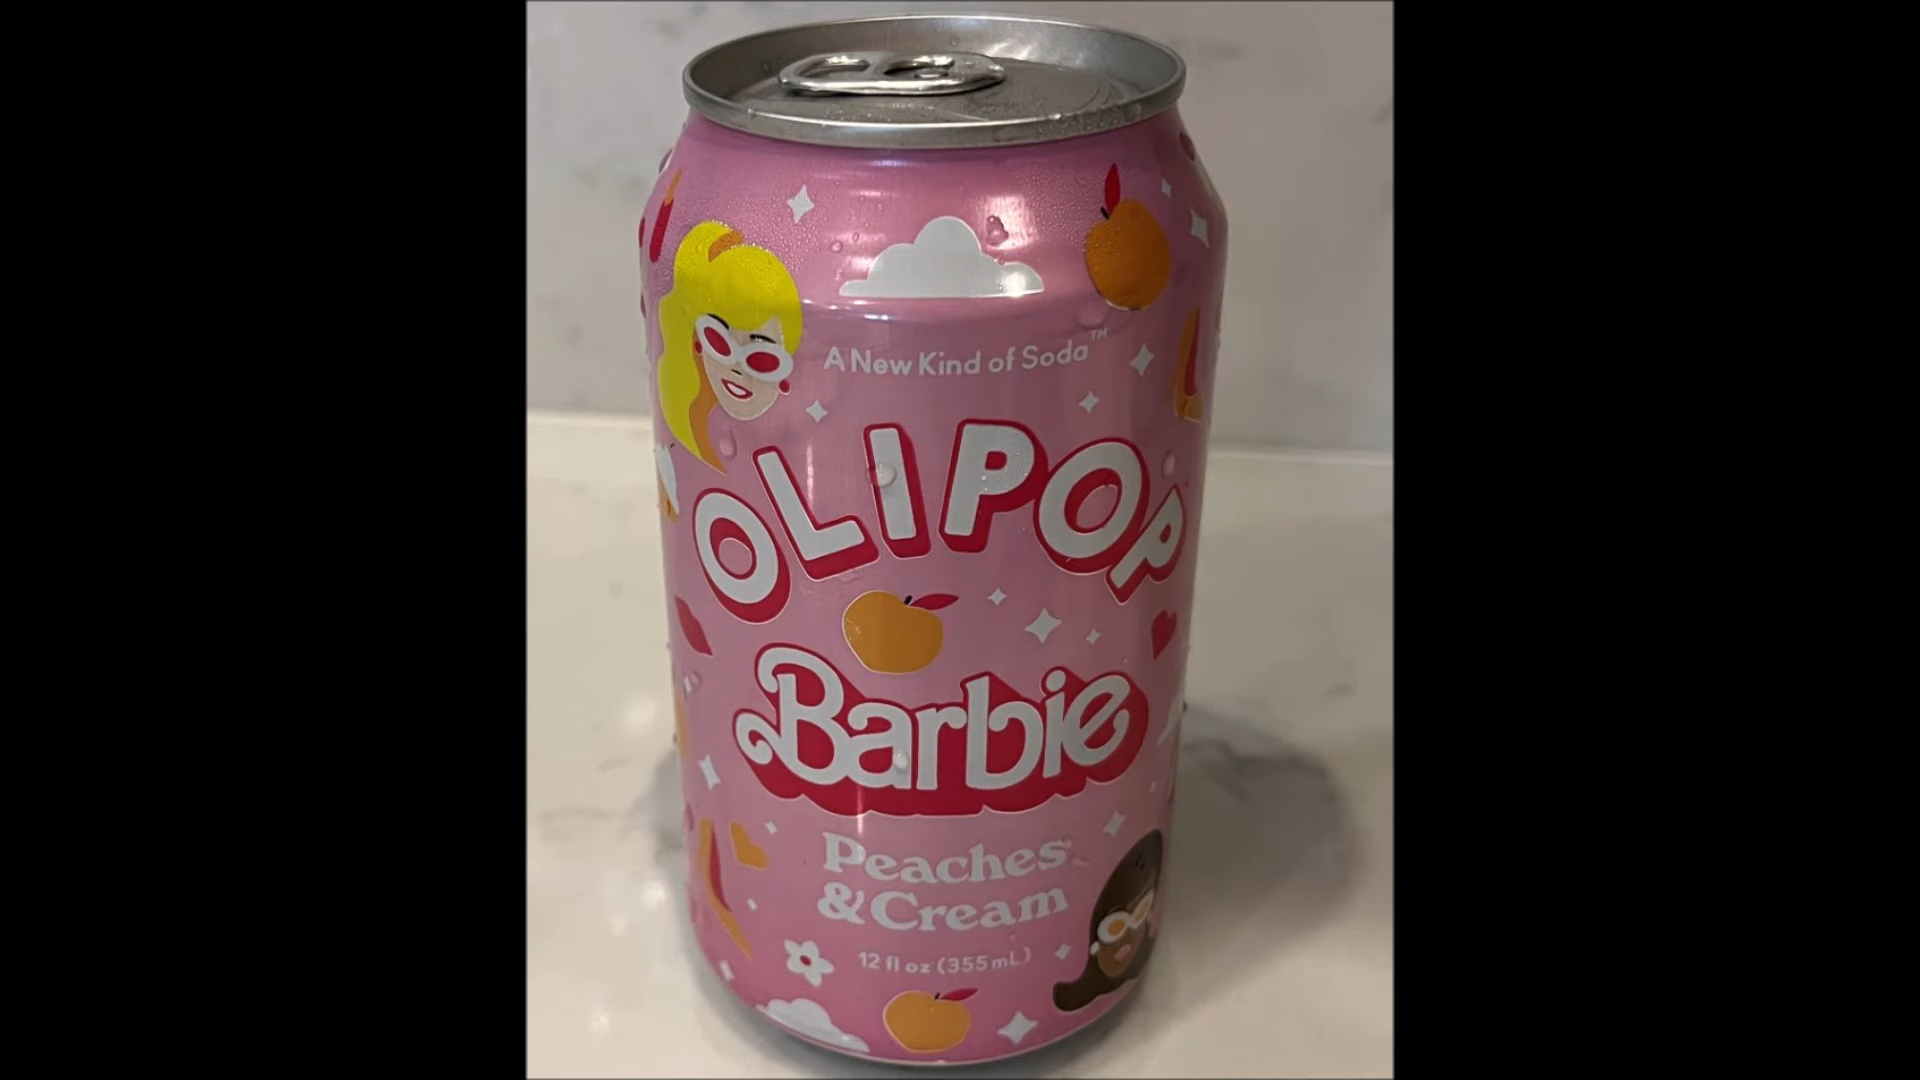 A New Kind of Soda™
OLIPOP
Barbie
Peaches
& Cream
12 fl oz (355 mL)